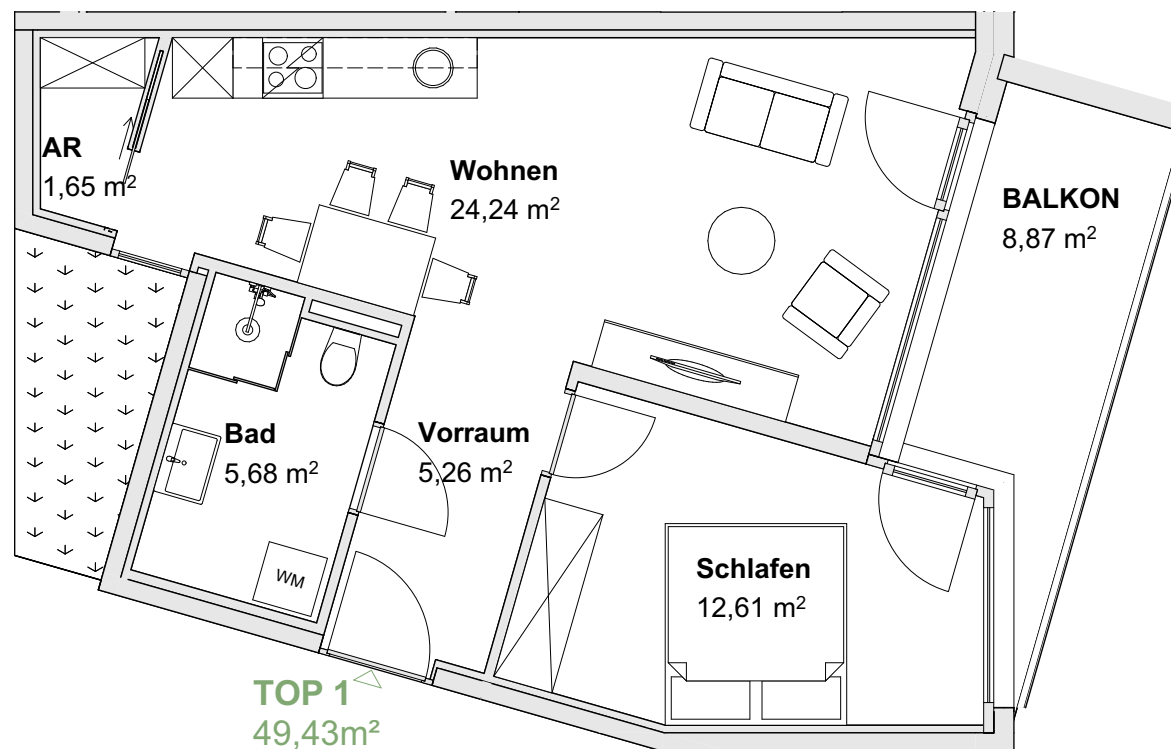 AR
1,65 m²
Wohnen
24,24 m²
BALKON
8,87 m²
Bad
5,68 m²
Vorraum
5,26 m²
WM
Schlafen
12,61 m²
TOP 1
49,43m²